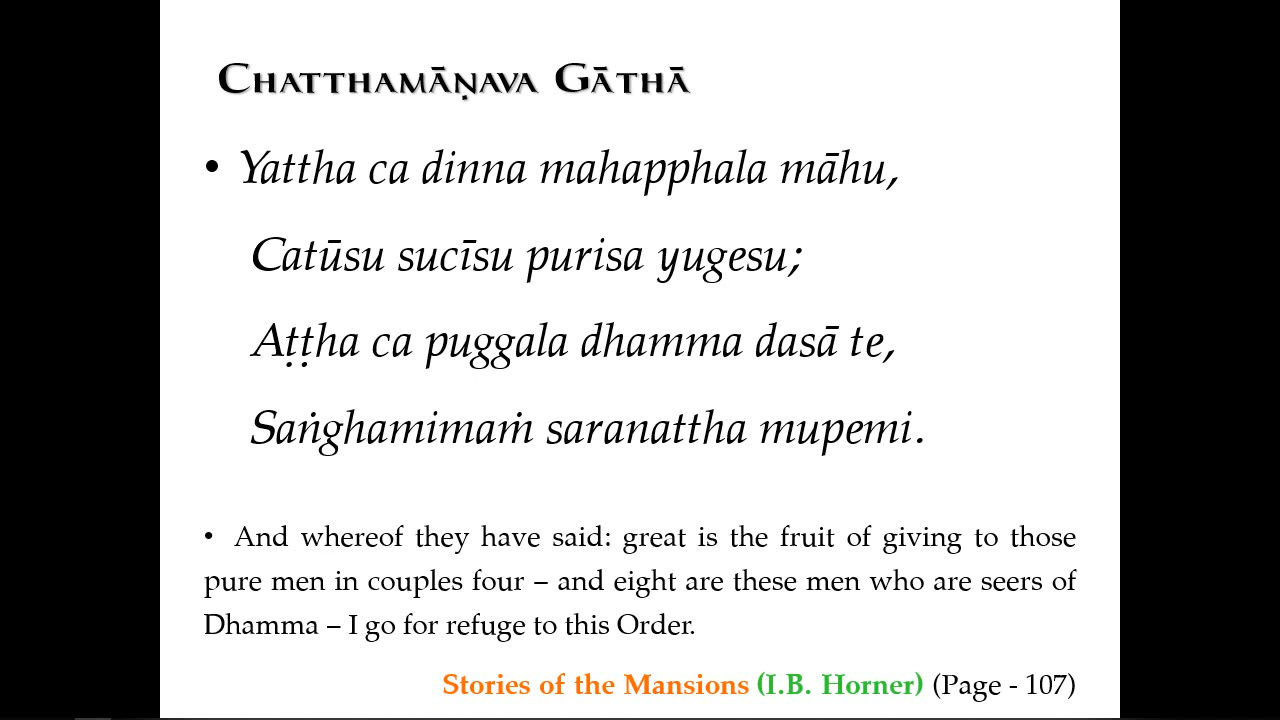 Chatthamāṇava Gāthā
• Yattha ca dinna mahapphala māhu,
Catūsu sucīsu purisa yugesu;
Aṭṭha ca puggala dhamma dasā te,
Saṅghamimaṁ saranattha mupemi.
• And whereof they have said: great is the fruit of giving to those
pure men in couples four – and eight are these men who are seers of
Dhamma – I go for refuge to this Order.
Stories of the Mansions (I.B. Horner) (Page - 107)